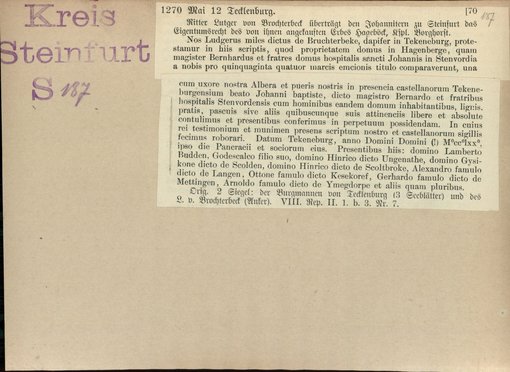 Kreis
Steinfurt
S 187
1270 Mai 12 Tecklenburg. [70
187
Ritter Lutger von Brochterbeck überträgt den Johannitern zu Steinfurt das
Eigentumsrecht des von ihnen angekauften Erbes Hageböck, Kspl. Borghorst.
Nos Ludgerus miles dictus de Bruchterbeke, dapifer in Tekeneburg, prote-
stamur in hiis scriptis, quod proprietatem domus in Hagenberge, quam
magister Bernhardus et fratres domus hospitalis sancti Johannis in Stenvordia
a nobis pro quinquaginta quatuor marcis emcionis titulo comparaverunt, una
cum uxore nostra Albera et pueris nostris in presencia castellanorum Tekene-
burgensium beato Johanni baptiste, dicto magistro Bernardo et fratribus
hospitalis Stenvordensis cum hominibus eandem domum inhabitantibus, lignis,
pratis, pascuis sive aliis quibuscunque suis attinenciis libere et absolute
contulimus et presentibus conferimus in perpetuum possidendam. In cuius
rei testimonium et munimen presens scriptum nostro et castellanorum sigillis
fecimus roborari. Datum Tekeneburg, anno Domini Domini (!) M⁰cc⁰lxx⁰,
ipso die Pancracii et sociorum eius. Presentibus hiis: domino Lamberto
Budden, Godescalco filio suo, domino Hinrico dicto Ungenathe, domino Gysi-
kone dicto de Scedden, domino Hinrico dicto de Scoltbroke, Alexandro famulo
dicto de Langen, Ottone famulo dicto Kesekoref, Gerhardo famulo dicto de
Mettingen, Arnoldo famulo dicto de Ymegdorpe et aliis quam pluribus.
Orig. 2 Siegel: der Burgmannen von Tecklenburg (3 Seeblätter) und des
L. v. Brochterbeck (Anker). VIII. Rep. II. 1. b. 3. Nr. 7.